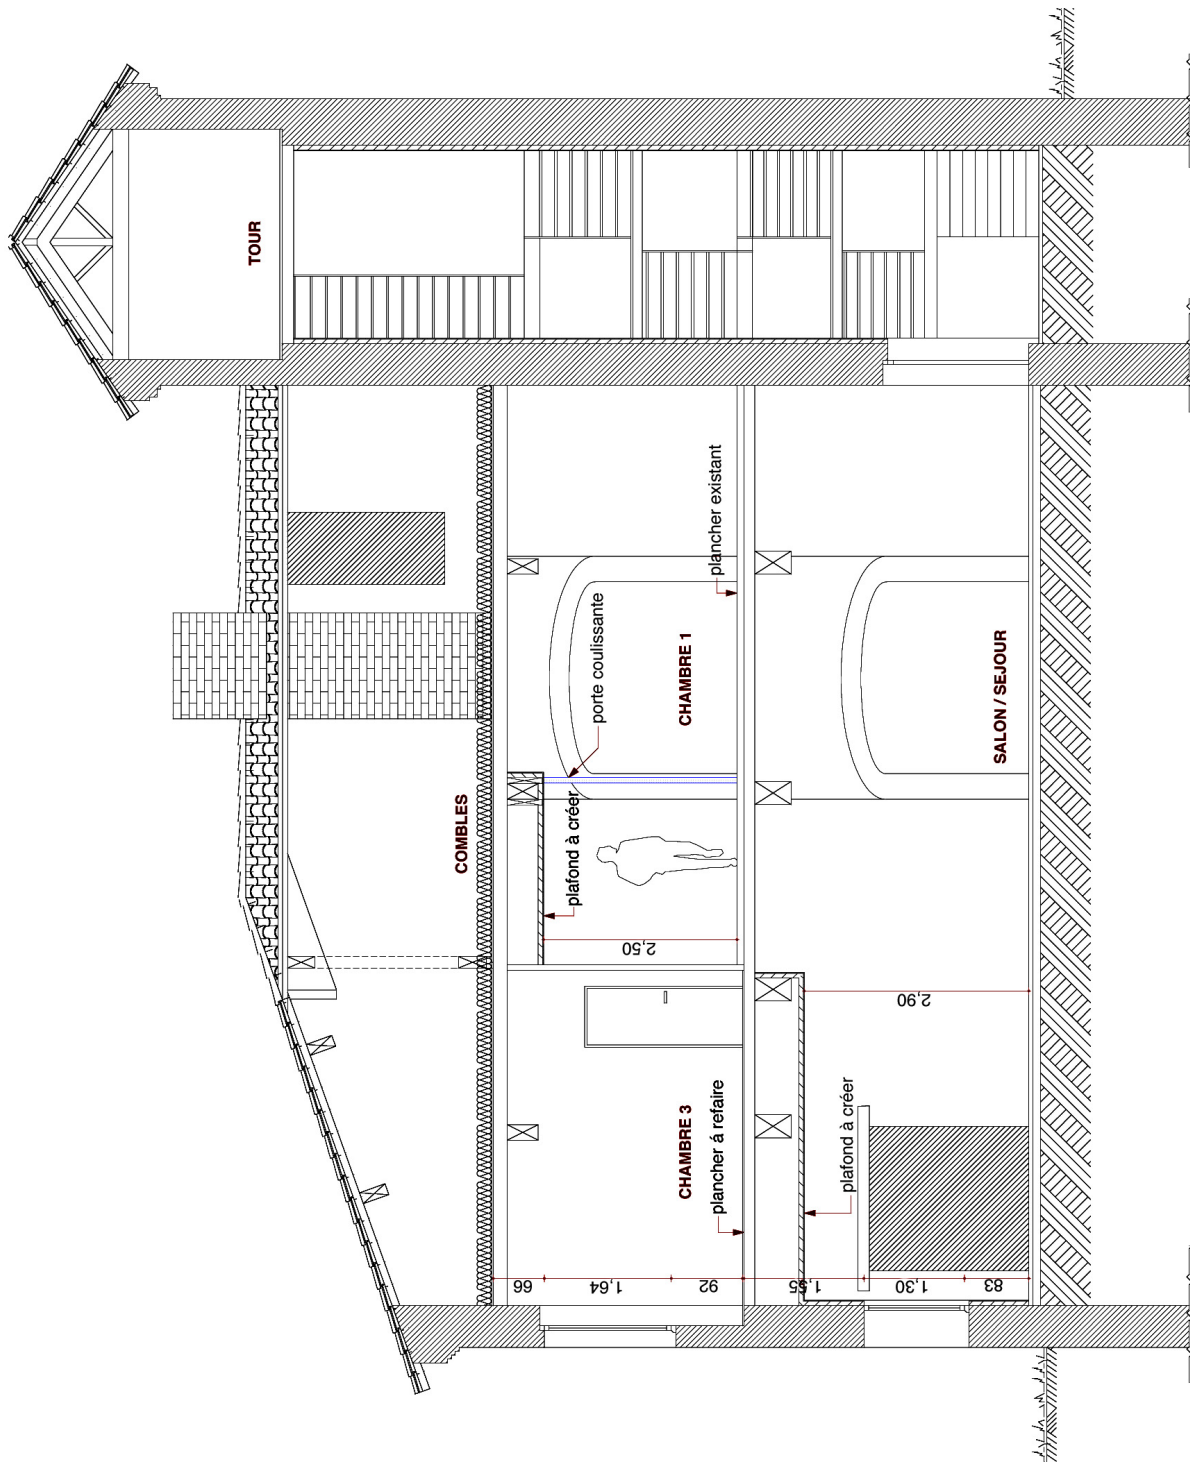 TOUR
COMBLES
plancher existant
porte coulissante
CHAMBRE 1
plafond à créer
2,50
CHAMBRE 3
plancher á refaire
SALON / SEJOUR
2,90
plafond à créer
66
1,64
92
1,55
1,30
83